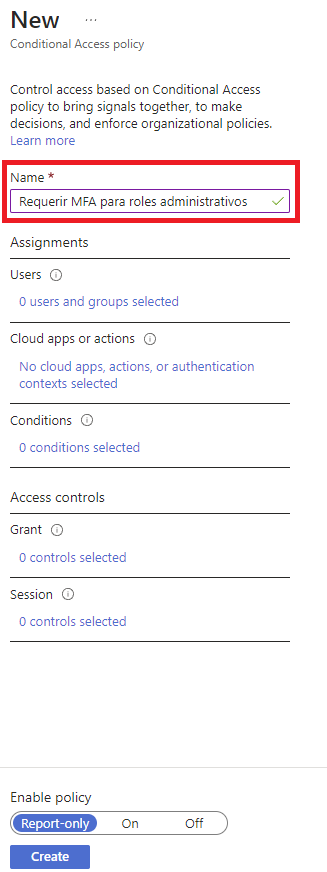 New ...
Conditional Access policy
Control access based on Conditional Access
policy to bring signals together, to make
decisions, and enforce organizational policies.
Learn more
Name *
Requerir MFA para roles administrativos
Assignments
Users
0 users and groups selected
Cloud apps or actions
No cloud apps, actions, or authentication
contexts selected
Conditions
0 conditions selected
Access controls
Grant
0 controls selected
Session
0 controls selected
Enable policy
Report-only On Off
Create